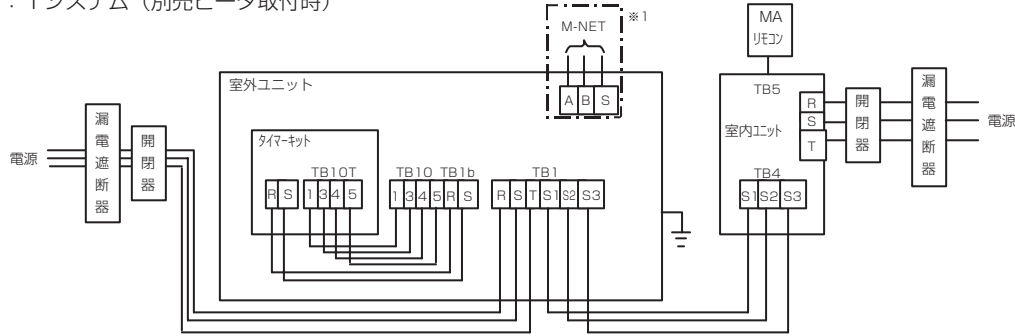 ：1システム（別売ヒータ取付時）
M-NET
※1
A B S
MA
リモコン
室外ユニット
タイマーキット
TB10T
TB10
TB1b
TB1
R S
1 3 4 5
1 3 4 5 R S
R S T S1 S2 S3
電源
漏電遮断器
開閉器
TB5
R
S
T
室内ユニット
TB4
S1 S2 S3
開閉器
漏電遮断器
電源